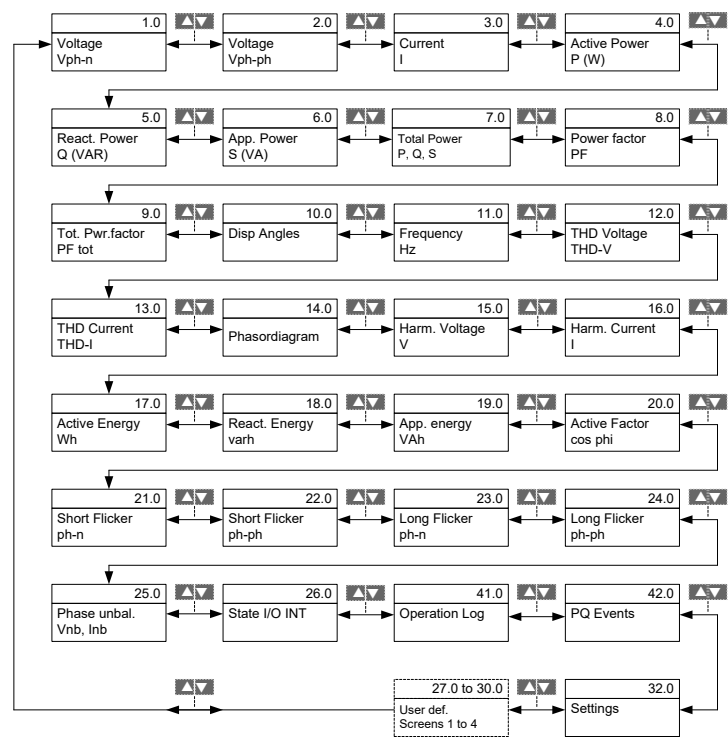 1.0
Voltage
Vph-n
2.0
Voltage
Vph-ph
3.0
Current
I
4.0
Active Power
P (W)
5.0
React. Power
Q (VAR)
6.0
App. Power
S (VA)
7.0
Total Power
P, Q, S
8.0
Power factor
PF
9.0
Tot. Pwr.factor
PF tot
10.0
Disp Angles
11.0
Frequency
Hz
12.0
THD Voltage
THD-V
13.0
THD Current
THD-I
14.0
Phasordiagram
15.0
Harm. Voltage
V
16.0
Harm. Current
I
17.0
Active Energy
Wh
18.0
React. Energy
varh
19.0
App. energy
VAh
20.0
Active Factor
cos phi
21.0
Short Flicker
ph-n
22.0
Short Flicker
ph-ph
23.0
Long Flicker
ph-n
24.0
Long Flicker
ph-ph
25.0
Phase unbal.
Vnb, Inb
26.0
State I/O INT
41.0
Operation Log
42.0
PQ Events
27.0 to 30.0
User def.
Screens 1 to 4
32.0
Settings